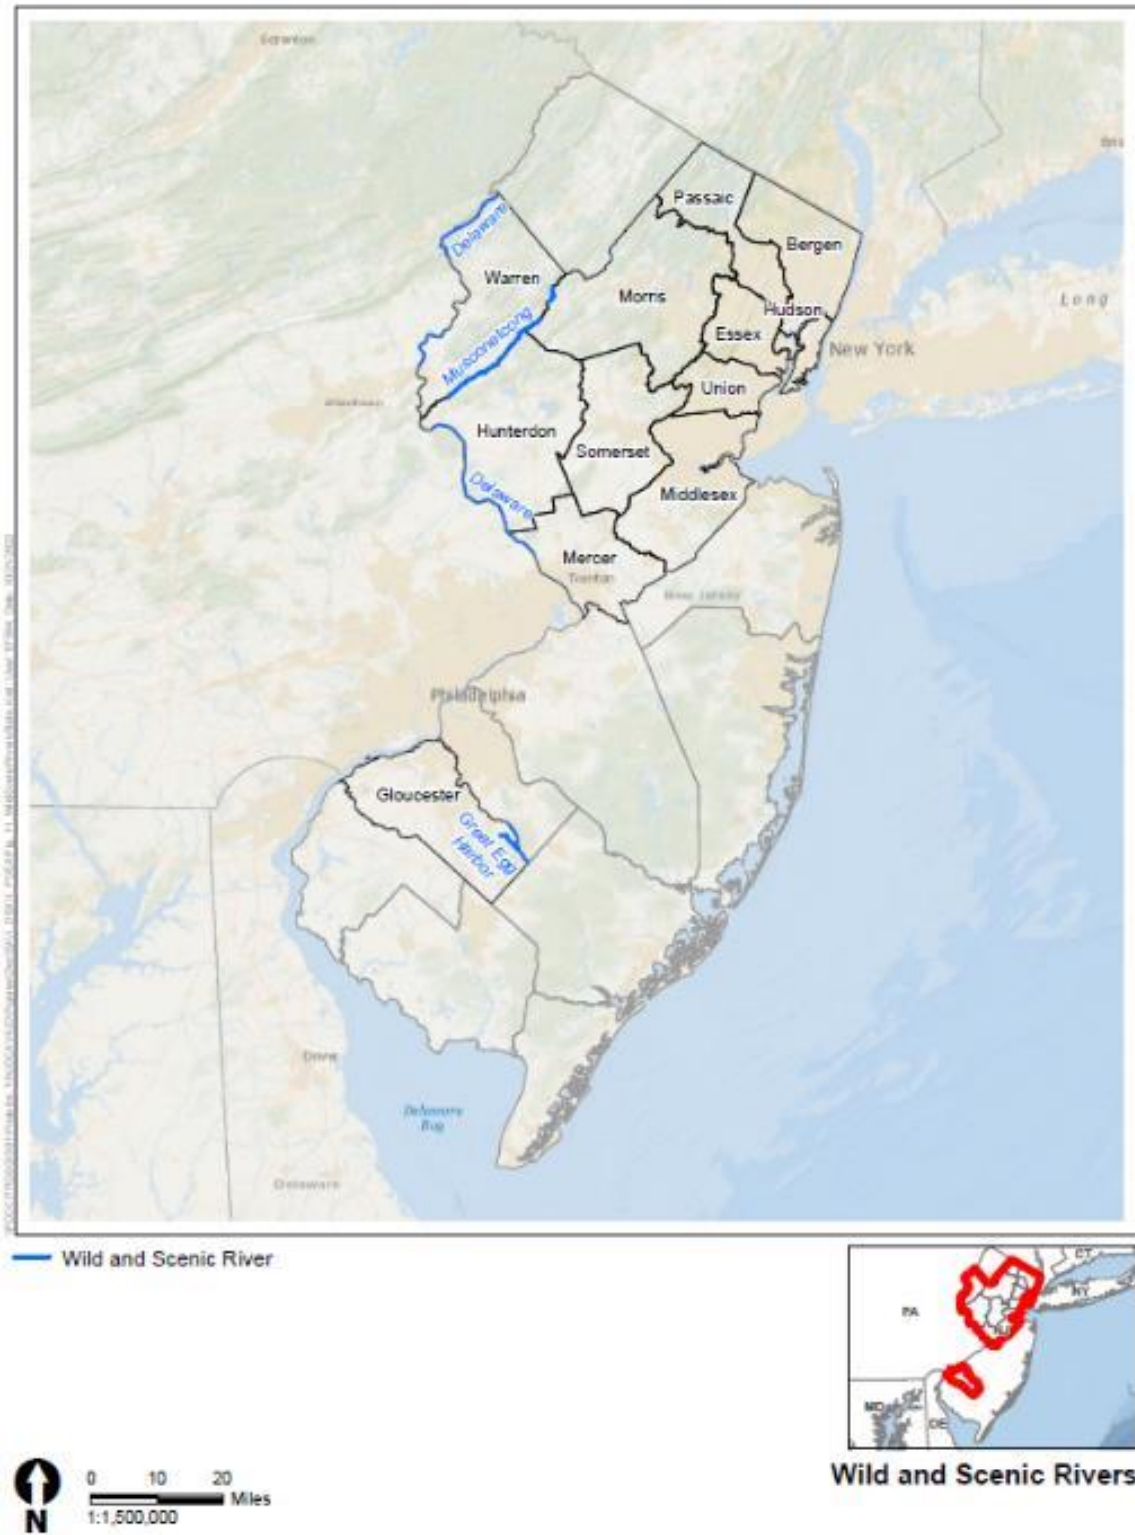 Scranton
Passaic
Delaware
Bergen
Warren
Morris
Long
Hudson
Musconetcong
Essex
New York
Union
Hunterdon
Somerset
Delaware
Middlesex
Mercer
Trenton
New Jersey
Philadelphia
Gloucester
Great Egg
Harbor
Dover
Delaware
Bay
Delaware
Wild and Scenic River
CT
NY
PA
NJ
MD
DE
0 10 20
Miles
1:1,500,000
N
Wild and Scenic Rivers